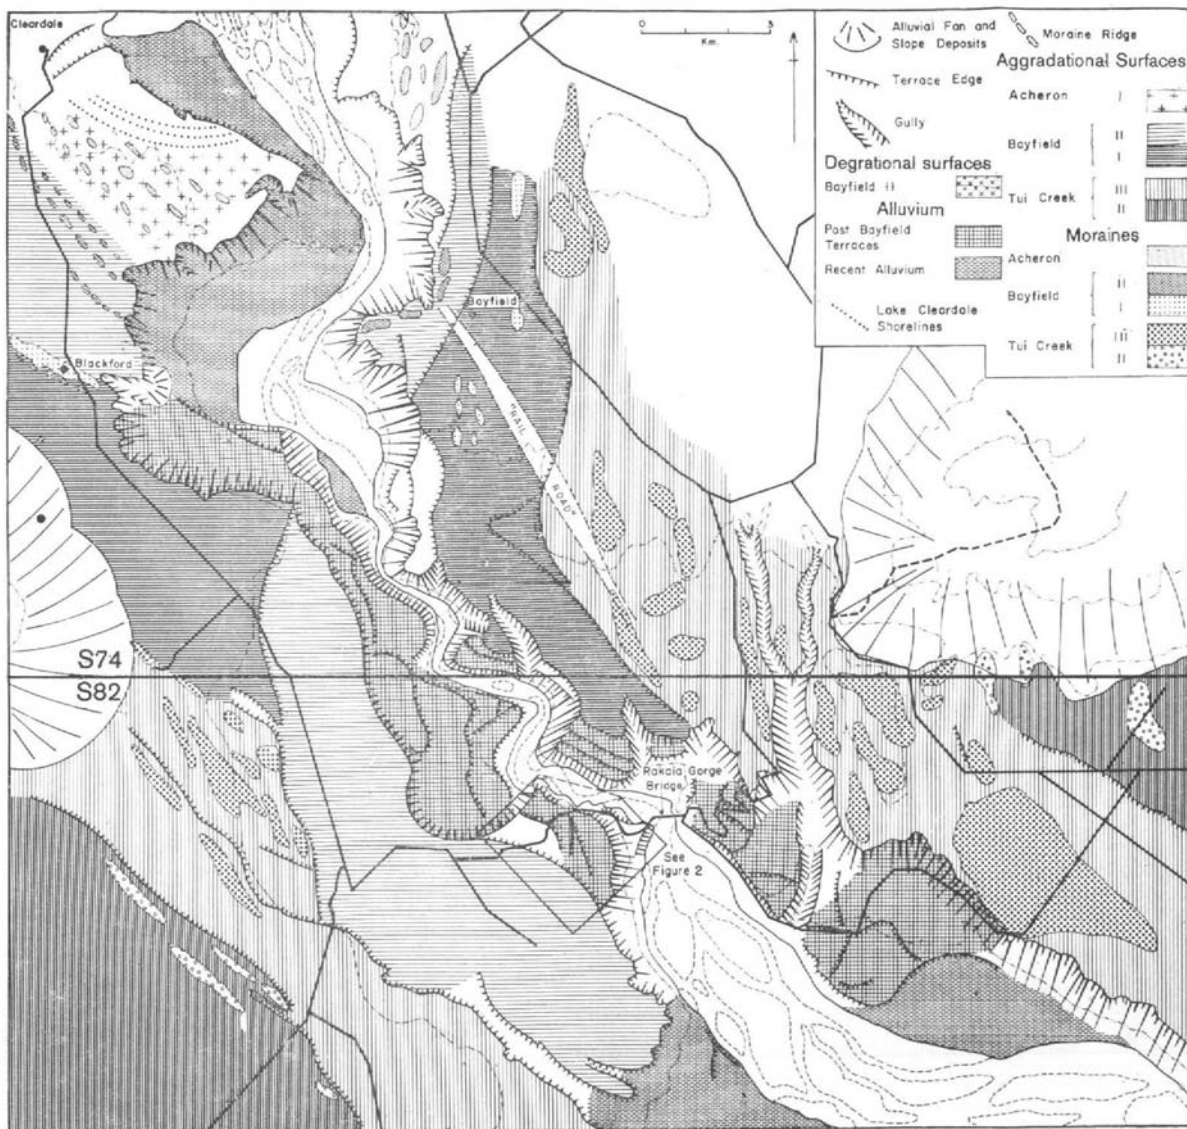 Cleardale
0 3
Km.
Alluvial Fan and
Slope Deposits
Moraine Ridge
Terrace Edge
Gully
Degrational surfaces
Bayfield II
Alluvium
Post Bayfield
Terraces
Recent Alluvium
Lake Cleardale
Shorelines
Aggradational Surfaces
Acheron I
Bayfield II
I
Tui Creek III
II
Moraines
Acheron
Bayfield II
I
Tui Creek III
II
Bayfield
Blackford
"RAIL
ROAD"
S74
S82
Rakaia Gorge
Bridge
See
Figure 2